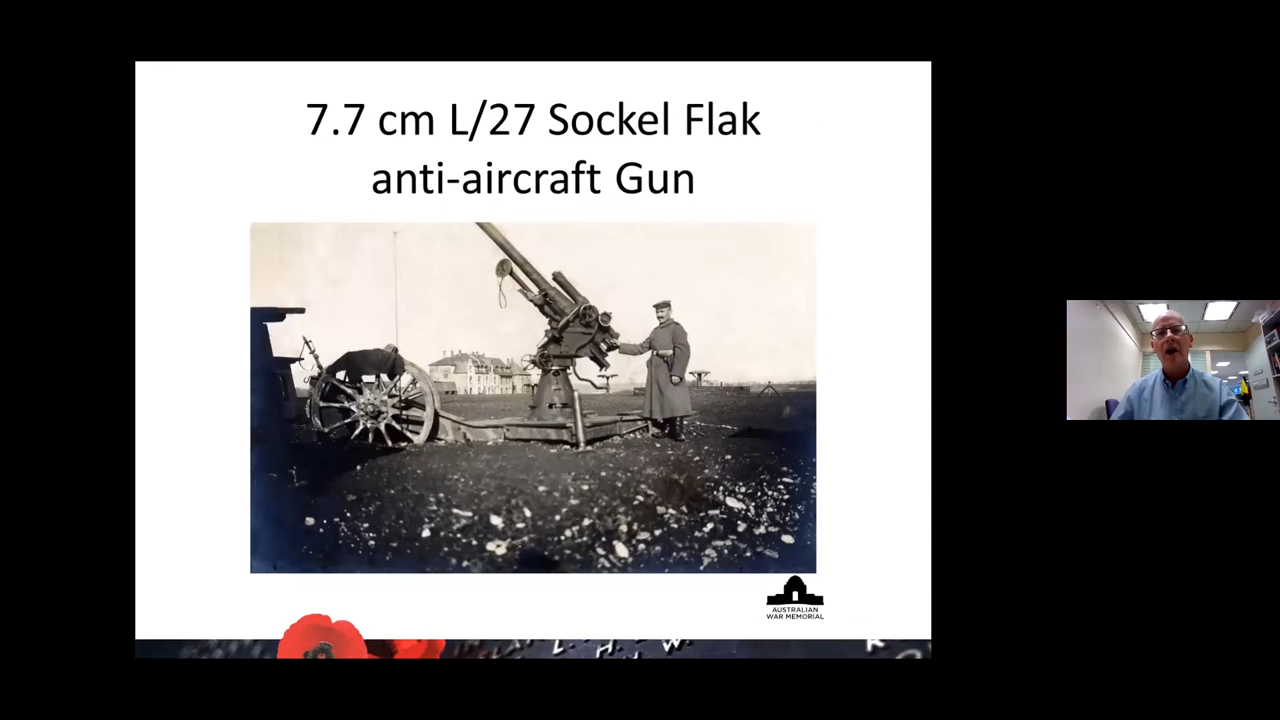 7.7 cm L/27 Sockel Flak
anti-aircraft Gun
AUSTRALIAN
WAR MEMORIAL
L. H.
W.